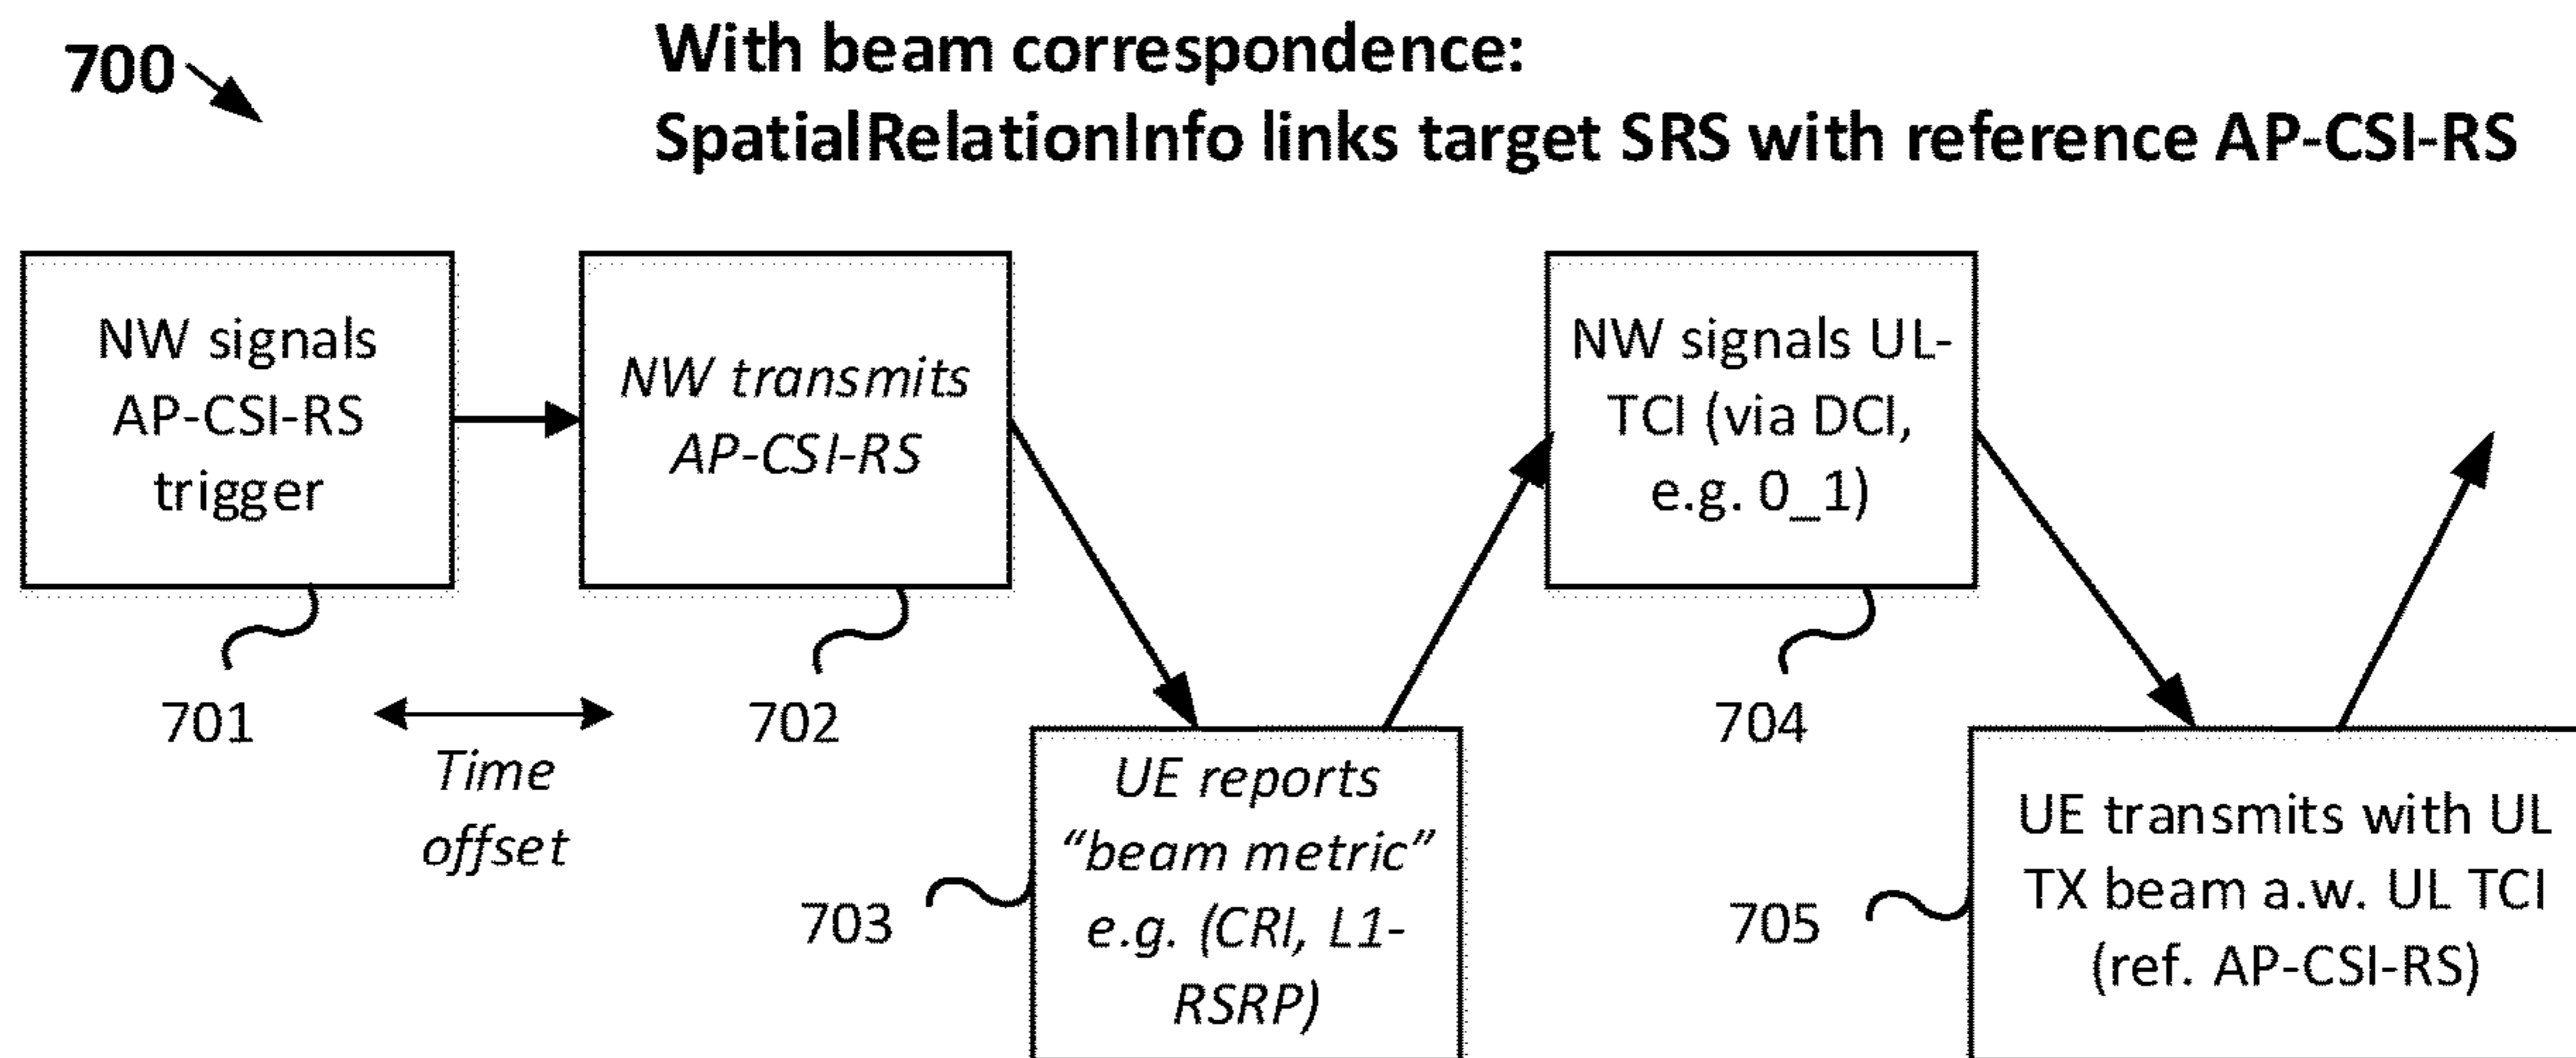 700
With beam correspondence:
SpatialRelationInfo links target SRS with reference AP-CSI-RS
NW signals
AP-CSI-RS
trigger
701
Time
offset
NW transmits
AP-CSI-RS
702
UE reports
“beam metric”
e.g. (CRI, L1-
RSRP)
703
NW signals UL-
TCI (via DCI,
e.g. 0_1)
704
UE transmits with UL
TX beam a.w. UL TCI
(ref. AP-CSI-RS)
705